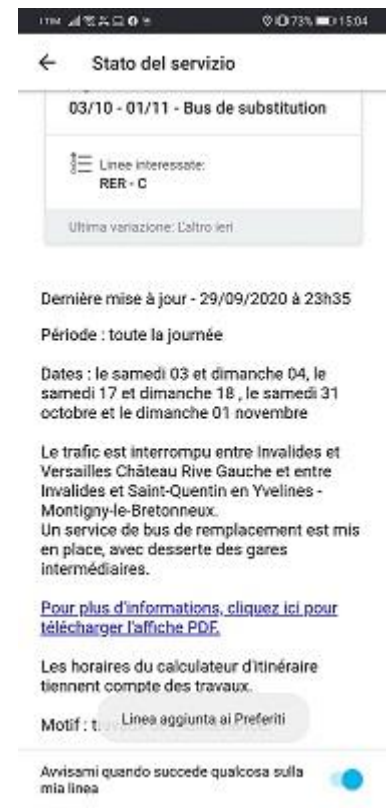 73% 15:04
Stato del servizio
03/10 - 01/11 - Bus de substitution
Linee interessate:
RER - C
Ultima variazione: L'altro ieri
Dernière mise à jour - 29/09/2020 à 23h35
Période : toute la journée
Dates : le samedi 03 et dimanche 04, le
samedi 17 et dimanche 18 , le samedi 31
octobre et le dimanche 01 novembre
Le trafic est interrompu entre Invalides et
Versailles Château Rive Gauche et entre
Invalides et Saint-Quentin en Yvelines -
Montigny-le-Bretonneux.
Un service de bus de remplacement est mis
en place, avec desserte des gares
intermédiaires.
Pour plus d'informations, cliquez ici pour
télécharger l'affiche PDF.
Les horaires du calculateur d'itinéraire
tiennent compte des travaux.
Motif : t
Linea aggiunta ai Preferiti
Avvisami quando succede qualcosa sulla
mia linea